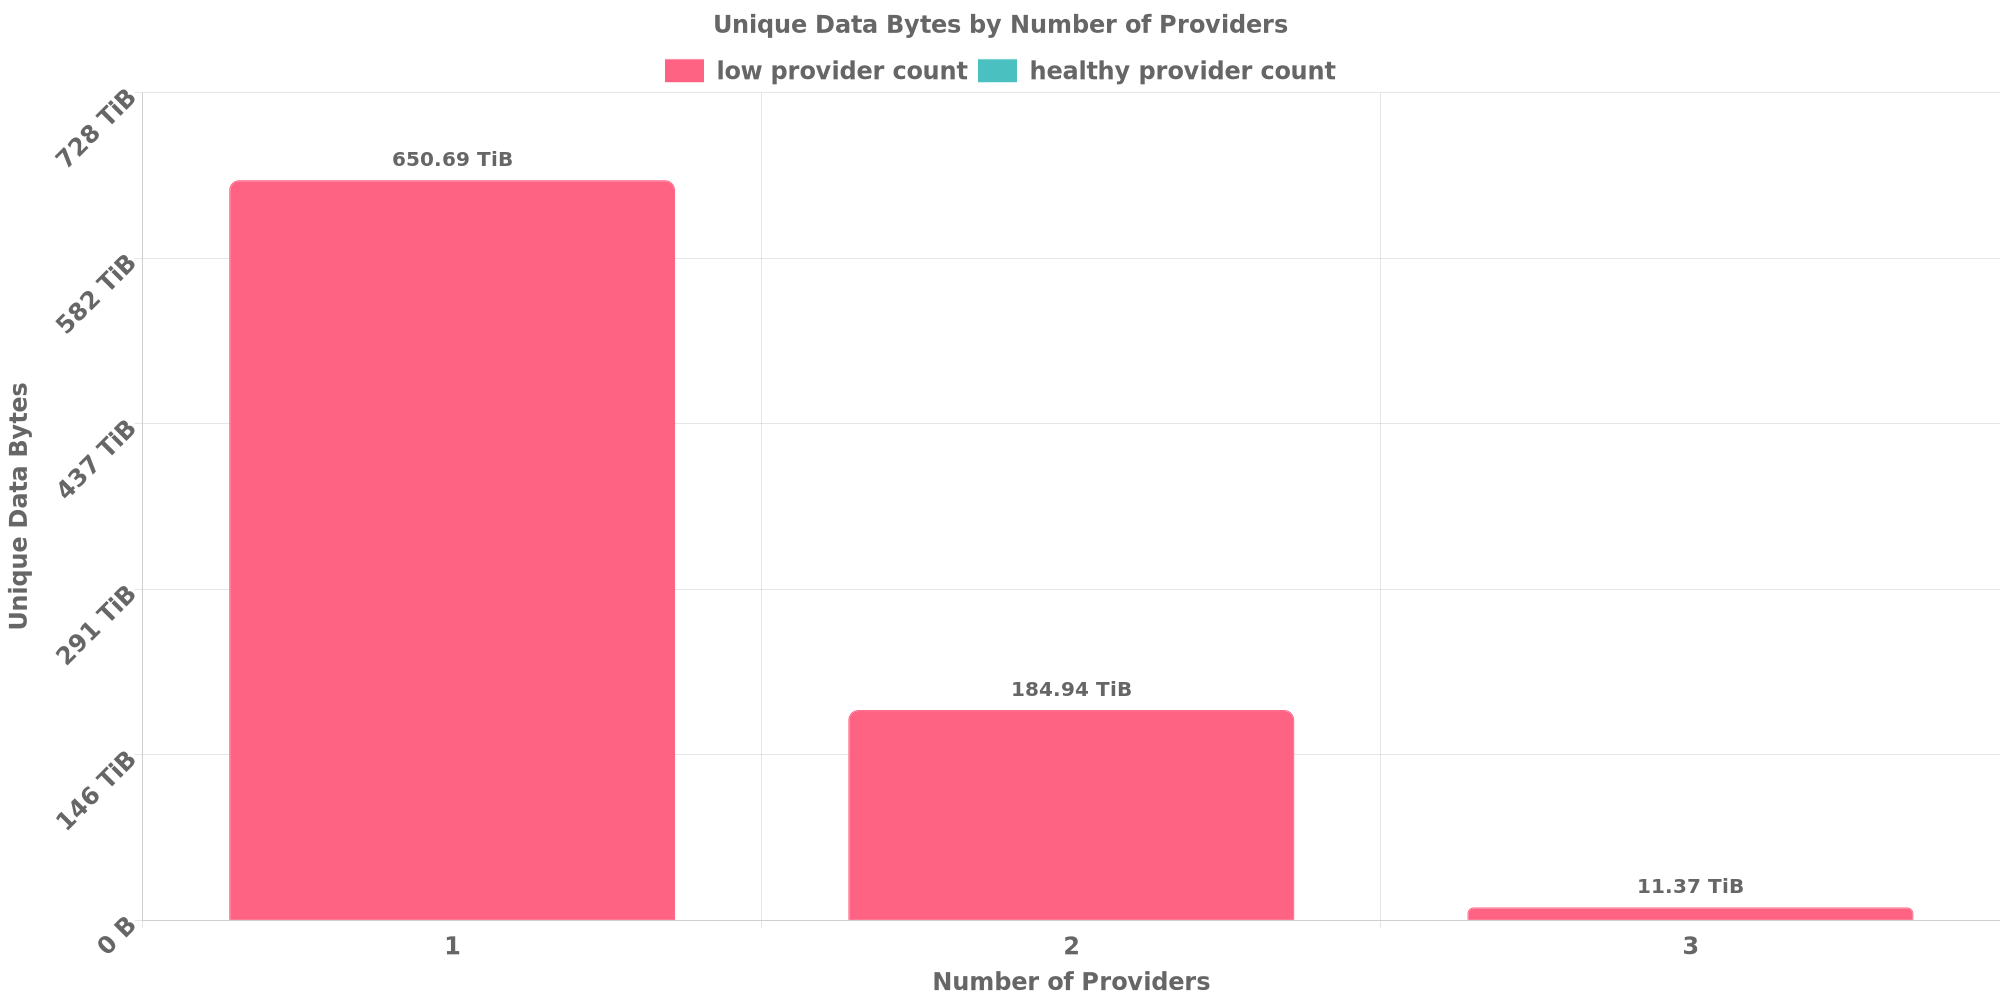 Unique Data Bytes by Number of Providers
low provider count healthy provider count
728 TiB
582 TiB
437 TiB
291 TiB
146 TiB
0 B
Unique Data Bytes
650.69 TiB
184.94 TiB
11.37 TiB
1 2 3
Number of Providers